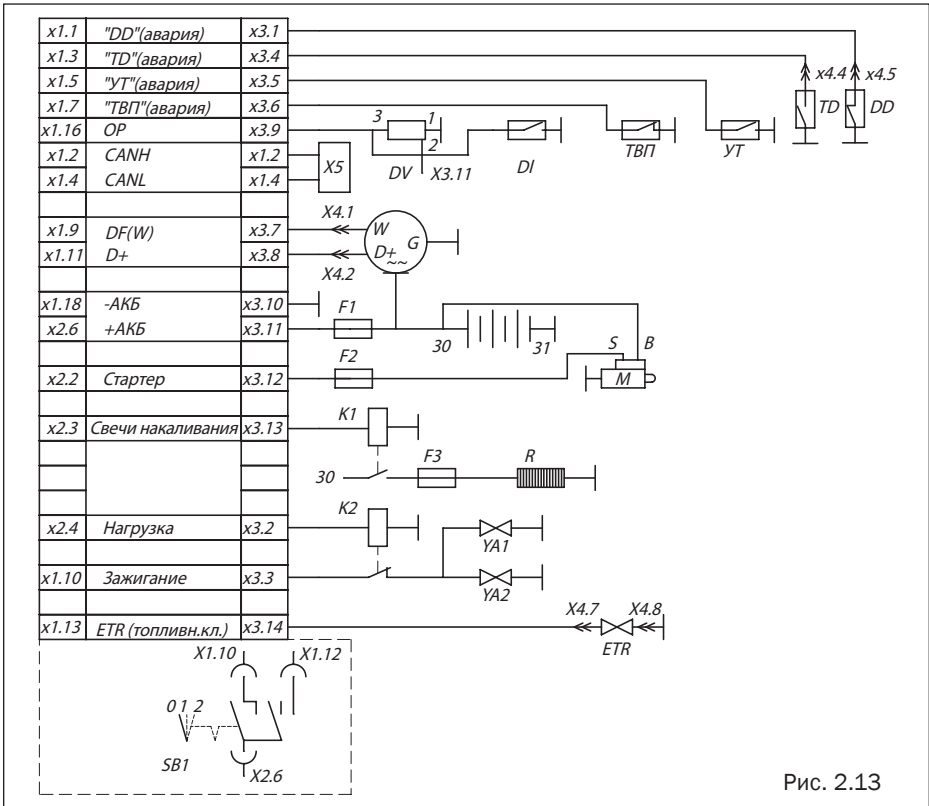 x1.1 "DD"(авария) x3.1
x1.3 "TD"(авария) x3.4
x4.4 x4.5
x1.5 "УТ"(авария) x3.5
x1.7 "ТВП"(авария) x3.6
TD DD
x1.16 OP x3.9
3 1
2
DV X3.11 DI ТВП УТ
x1.2 CANH x1.2
X5
x1.4 CANL x1.4
X4.1
x1.9 DF(W) x3.7
W
G
x1.11 D+ x3.8
D+
~~
X4.2
x1.18 -АКБ x3.10
F1
x2.6 +АКБ x3.11
30 31 S B
F2
x2.2 Стартер x3.12
M
x2.3 Свечи накаливания x3.13
K1
30 F3 R
K2
x2.4 Нагрузка x3.2
YA1
x1.10 Зажигание x3.3
YA2
X4.7 X4.8
x1.13 ETR (топливн.кл.) x3.14
ETR
X1.10 X1.12
0 1 2
SB1
X2.6
Рис. 2.13